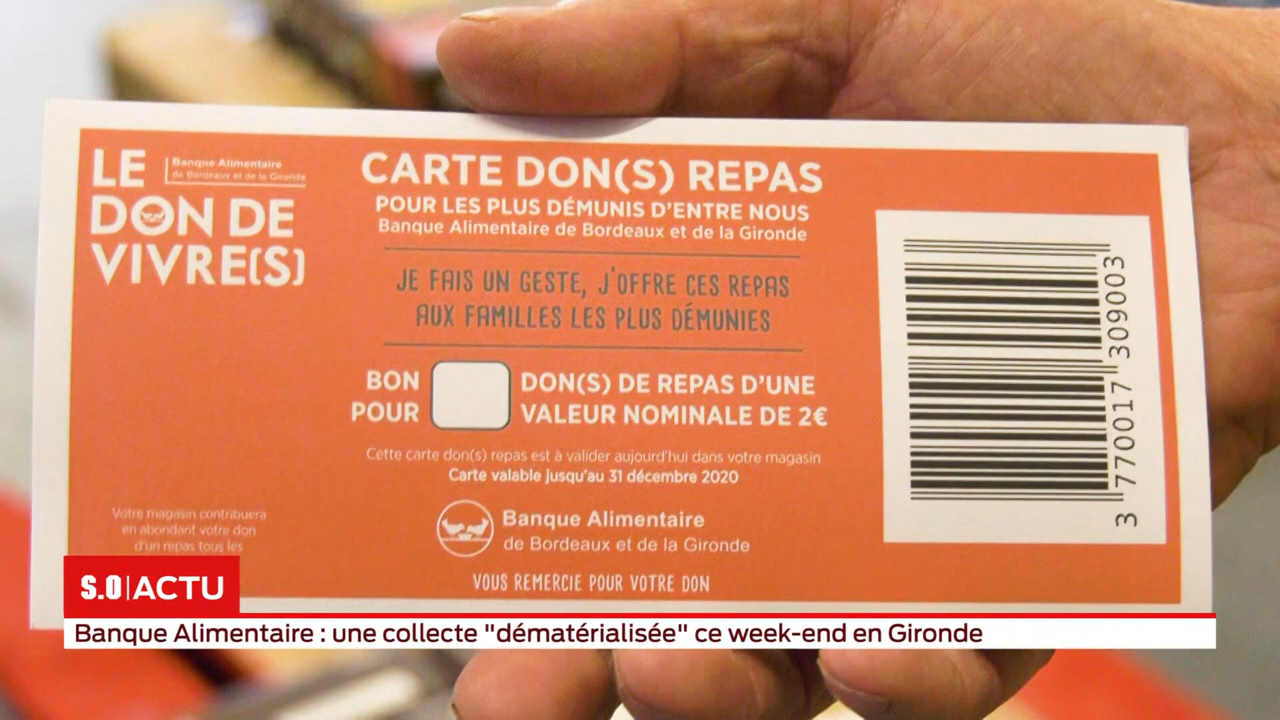 LE
DON DE
VIVRE(S)
Banque Alimentaire
de Bordeaux et de la Gironde
CARTE DON(S) REPAS
POUR LES PLUS DÉMUNIS D'ENTRE NOUS
Banque Alimentaire de Bordeaux et de la Gironde
JE FAIS UN GESTE, J'OFFRE CES REPAS
AUX FAMILLES LES PLUS DÉMUNIES
BON
POUR
DON(S) DE REPAS D'UNE
VALEUR NOMINALE DE 2€
Cette carte don(s) repas est à valider aujourd'hui dans votre magasin
Carte valable jusqu'au 31 décembre 2020
Banque Alimentaire
de Bordeaux et de la Gironde
VOUS REMERCIE POUR VOTRE DON
Votre magasin contribuera
en abondant votre don
d'un repas tous les
3 770017 309003
S.O|ACTU
Banque Alimentaire : une collecte "dématérialisée" ce week-end en Gironde